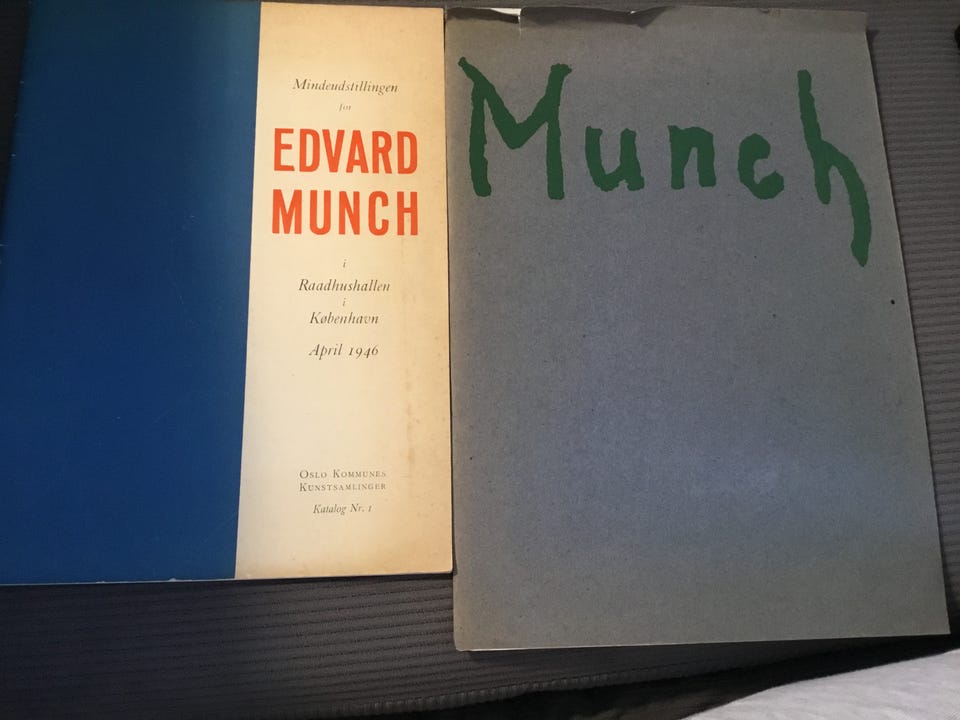 Mindeudstillingen
for
EDVARD
MUNCH
i
Raadhushallen
i
København
April 1946
OSLO KOMMUNES
KUNSTSAMLINGER
Katalog Nr. 1
Munch